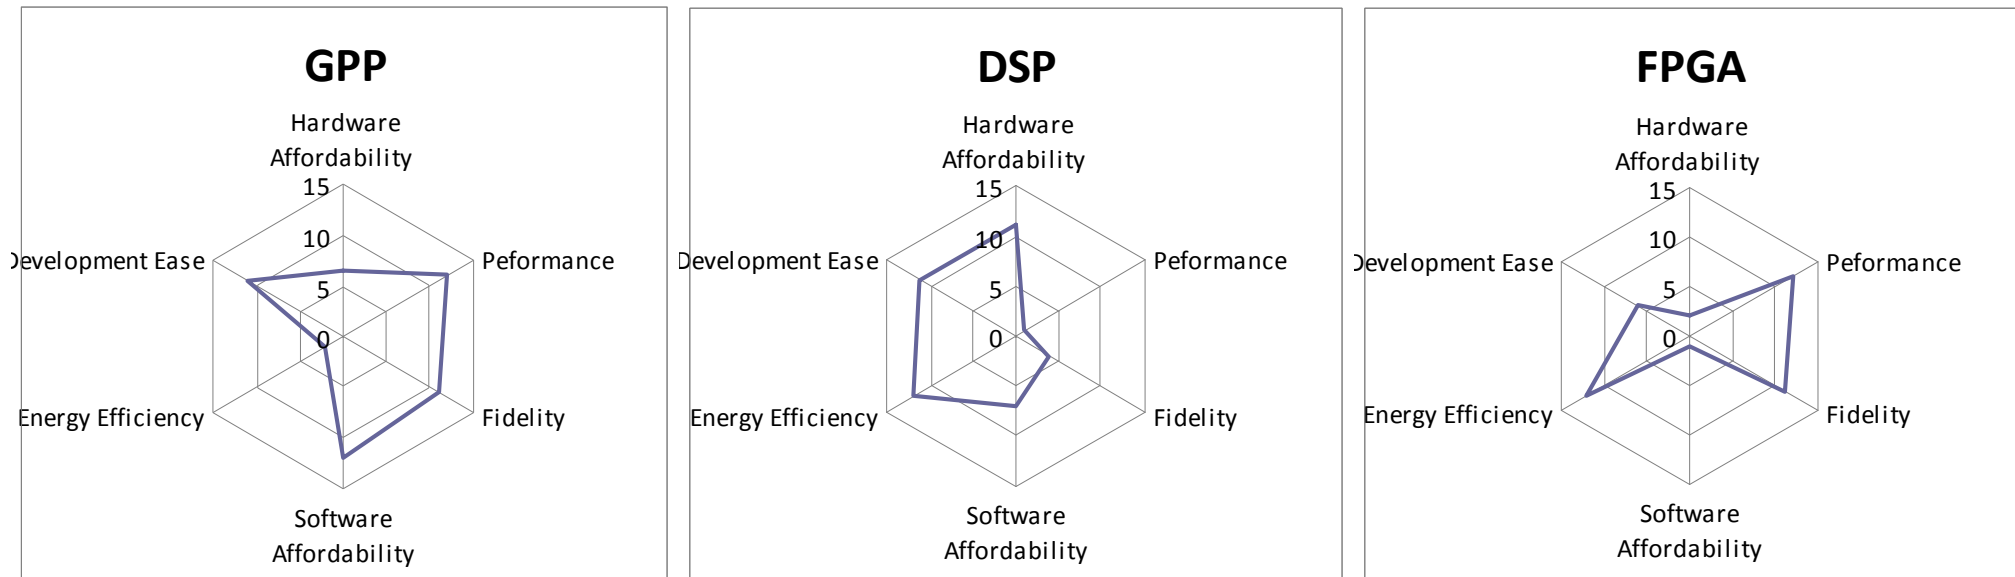 GPP
Hardware
Affordability
15
10
5
0
Development Ease
Peformance
Energy Efficiency
Fidelity
Software
Affordability
DSP
Hardware
Affordability
15
10
5
0
Development Ease
Peformance
Energy Efficiency
Fidelity
Software
Affordability
FPGA
Hardware
Affordability
15
10
5
0
Development Ease
Peformance
Energy Efficiency
Fidelity
Software
Affordability